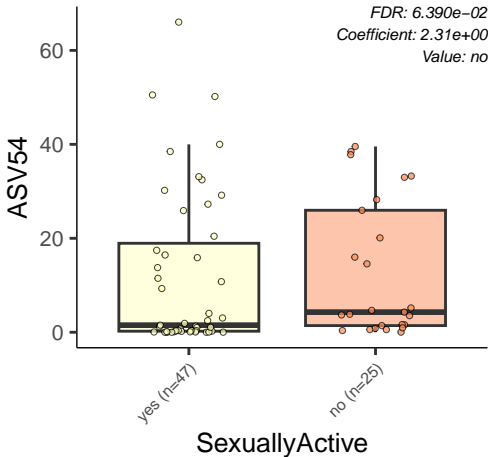 FDR: 6.390e−02
Coefficient: 2.31e+00
Value: no
ASV54
60
40
20
0
yes (n=47)
no (n=25)
SexuallyActive